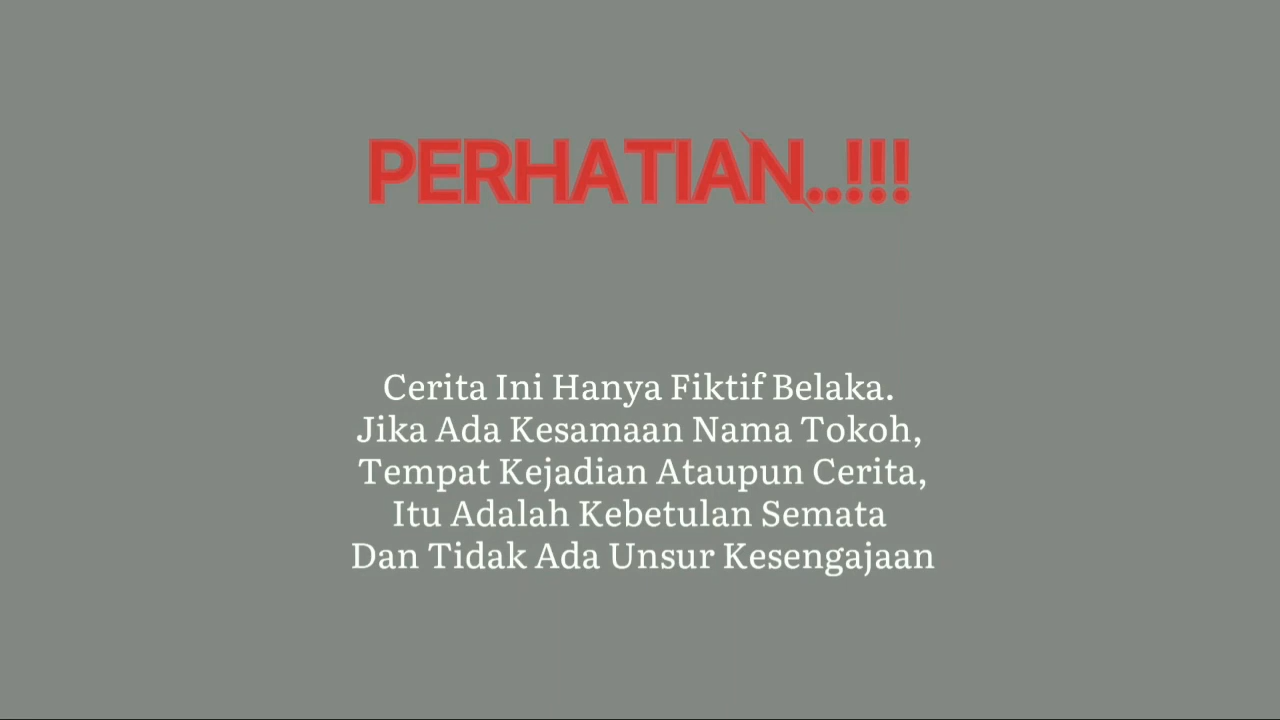 PERHATIAN..!!!
Cerita Ini Hanya Fiktif Belaka.
Jika Ada Kesamaan Nama Tokoh,
Tempat Kejadian Ataupun Cerita,
Itu Adalah Kebetulan Semata
Dan Tidak Ada Unsur Kesengajaan